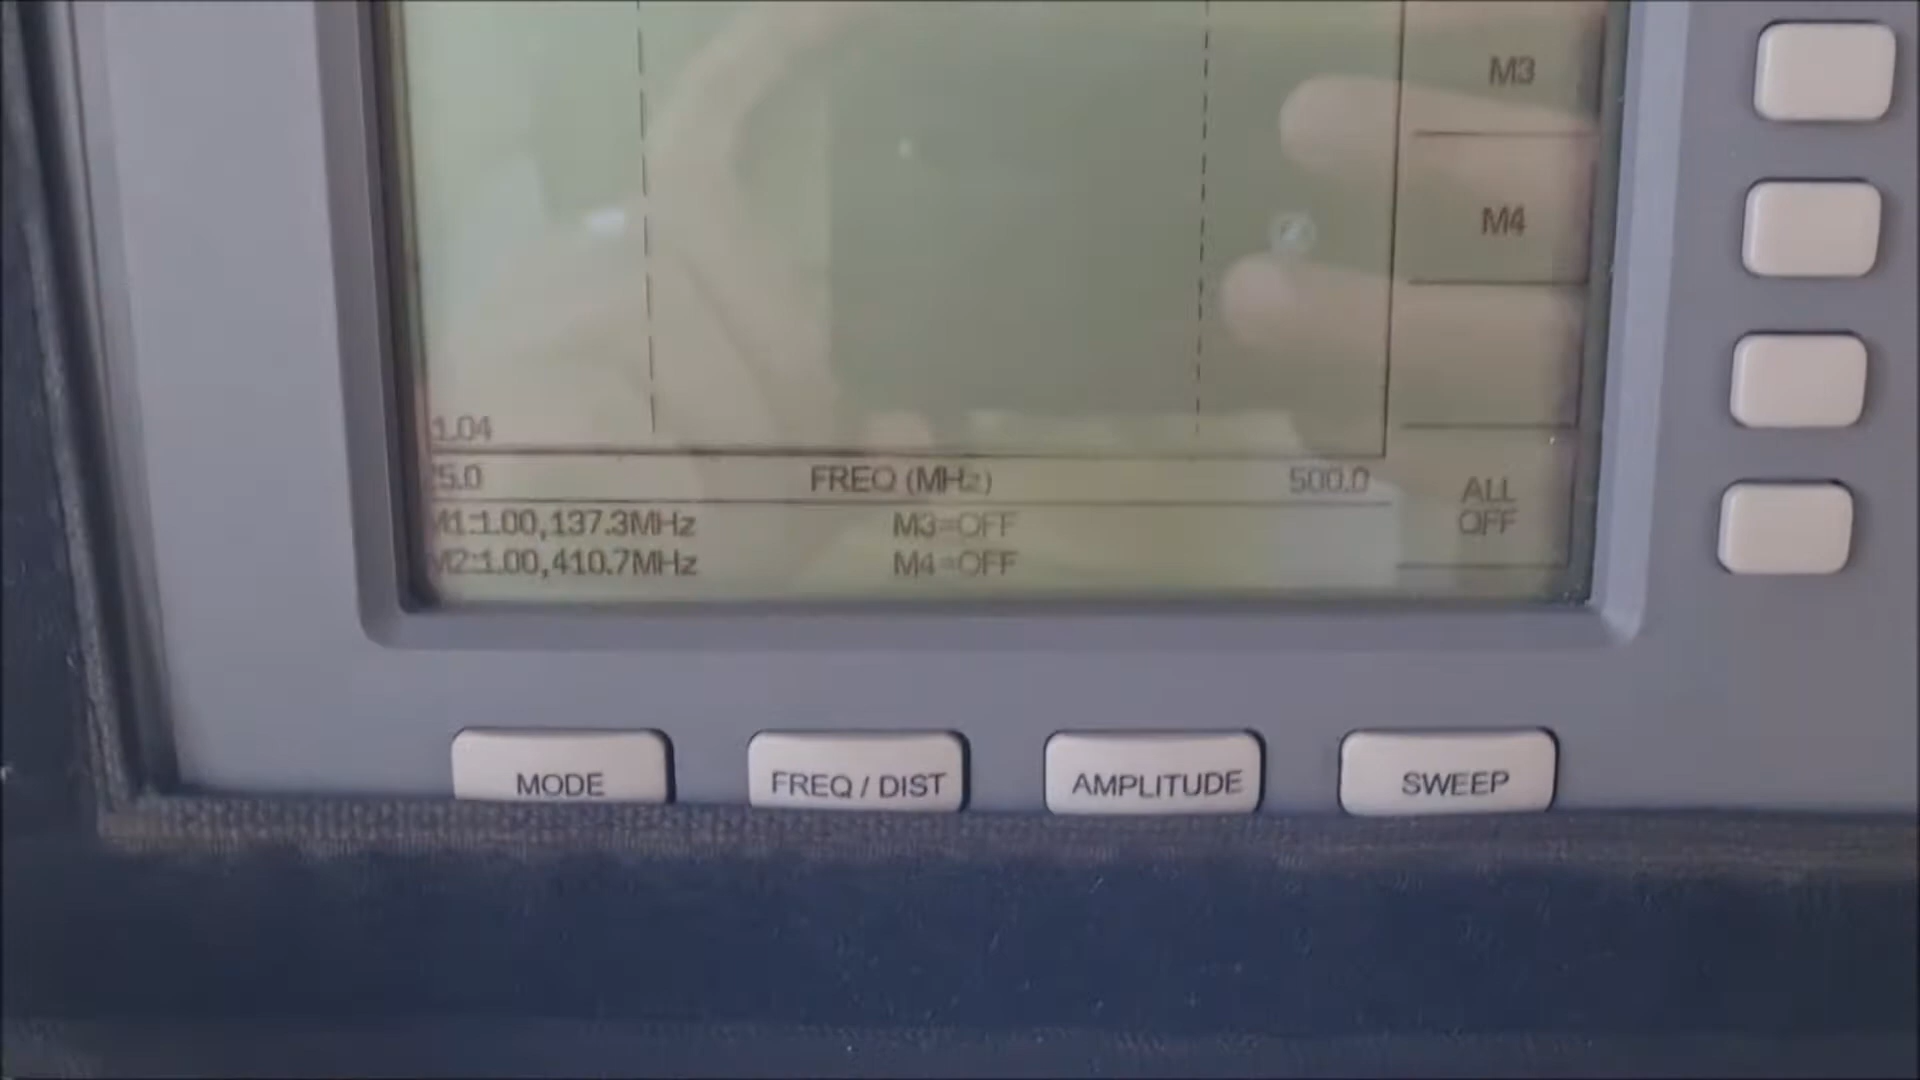 M3
M4
1.04
5.0 FREQ (MHz) 500.0
M1:1.00,137.3MHz M3=OFF
M2:1.00,410.7MHz M4=OFF
ALL
OFF
MODE FREQ / DIST AMPLITUDE SWEEP